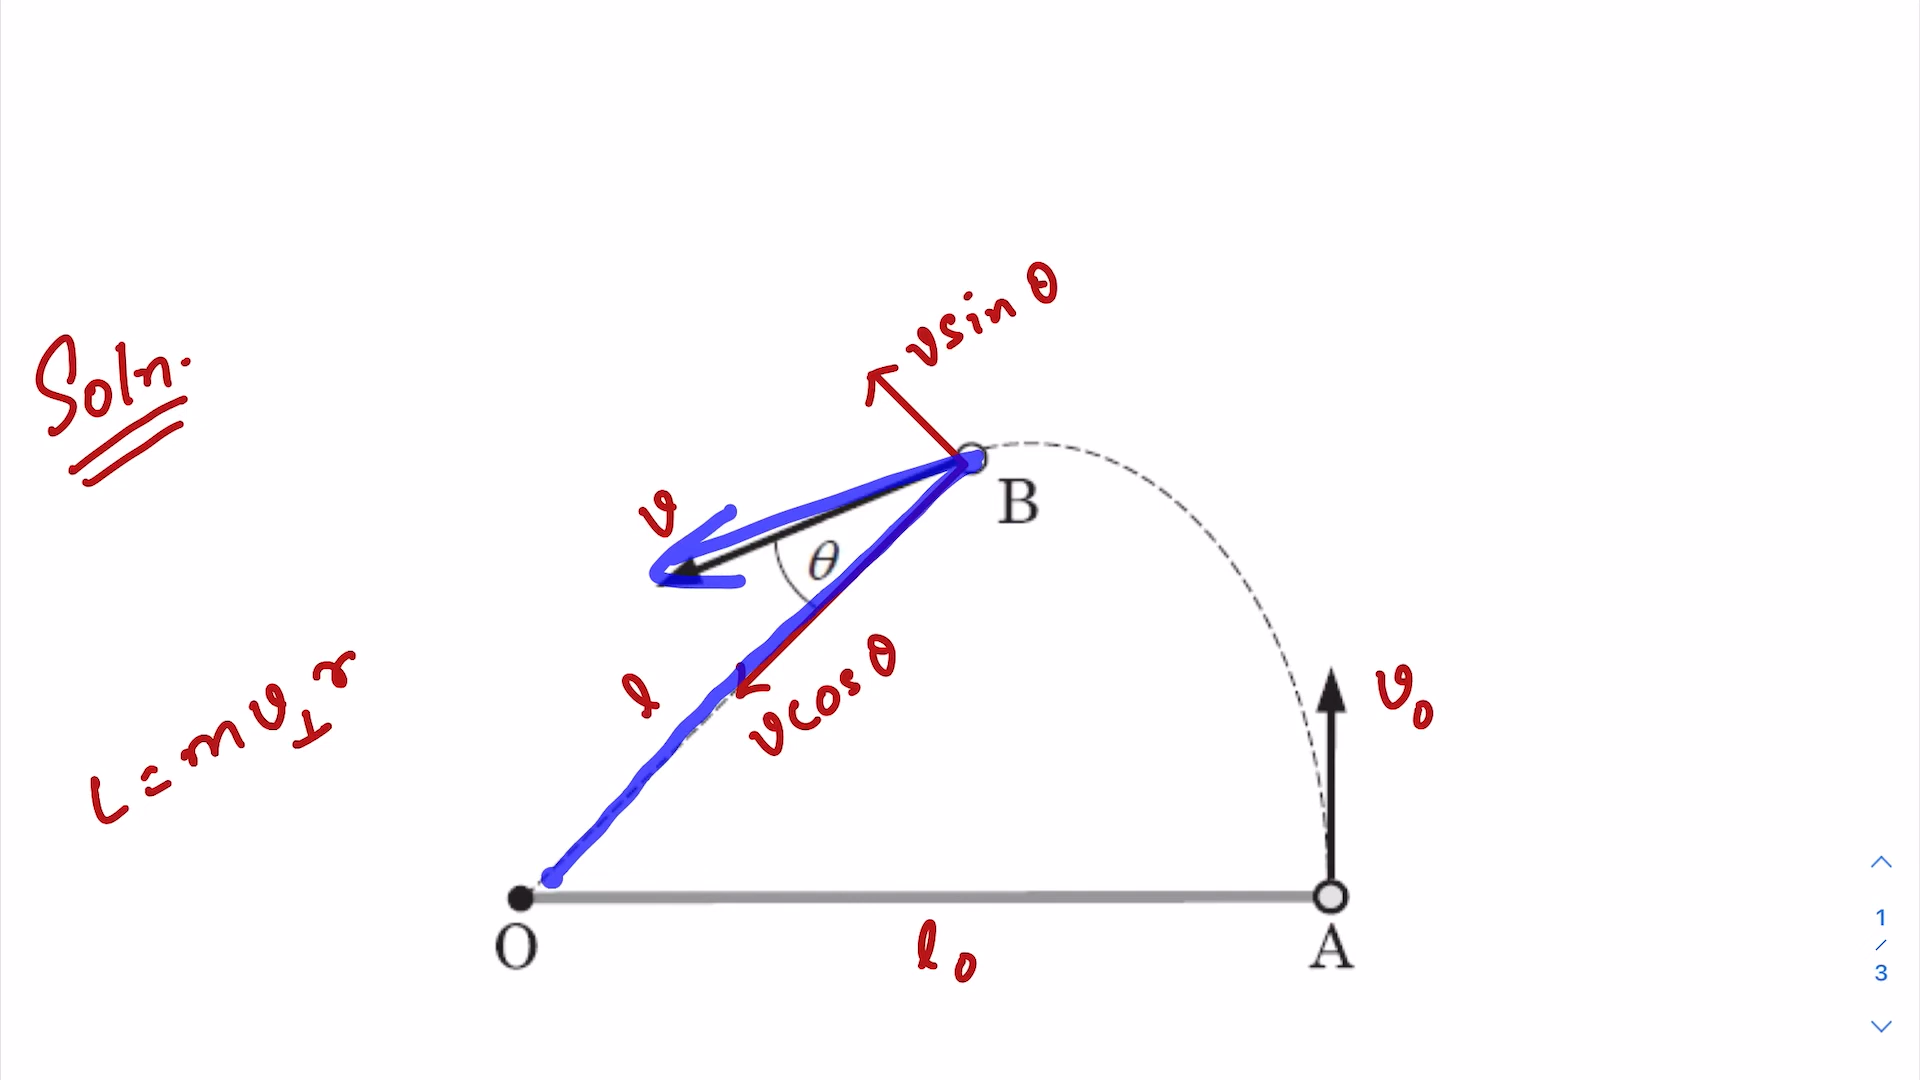 v sin θ
Soln.
B
v
θ
v cos θ
l
v₀
L = m v⊥ r
1
/
3
O
l₀
A